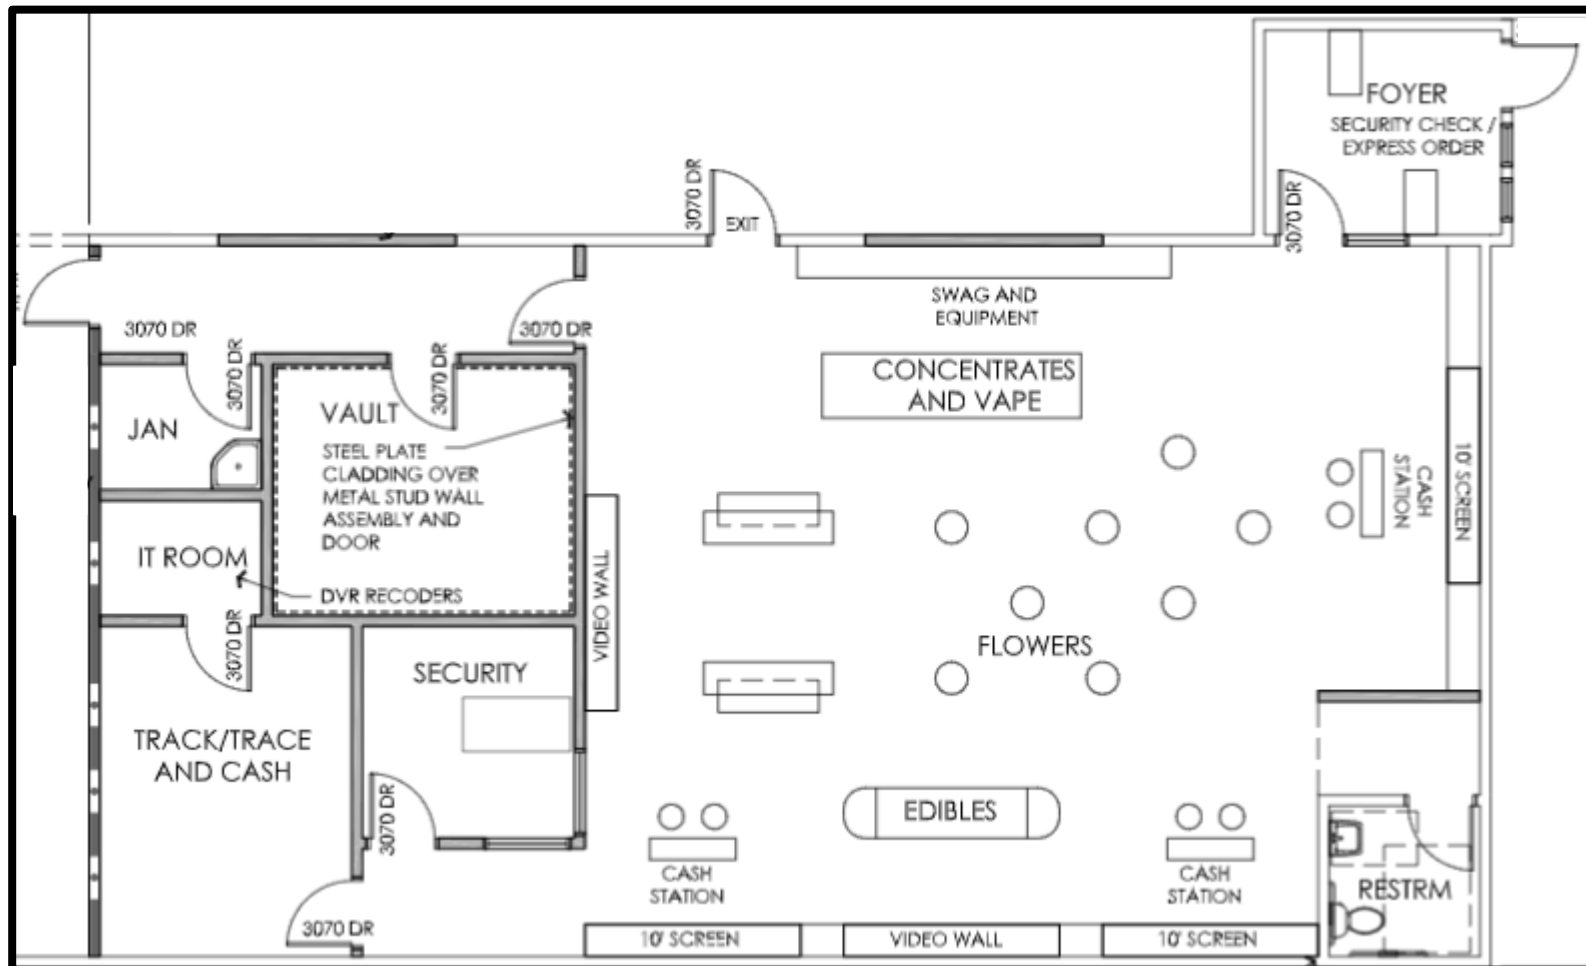 FOYER
SECURITY CHECK /
EXPRESS ORDER
3070 DR
EXIT
3070 DR
SWAG AND
EQUIPMENT
3070 DR
3070 DR
3070 DR
3070 DR
CONCENTRATES
AND VAPE
VAULT
JAN
STEEL PLATE
CLADDING OVER
METAL STUD WALL
ASSEMBLY AND
DOOR
CASH
STATION
10' SCREEN
IT ROOM
DVR RECODERS
VIDEO WALL
3070 DR
FLOWERS
SECURITY
TRACK/TRACE
AND CASH
3070 DR
EDIBLES
CASH
STATION
CASH
STATION
RESTRM
3070 DR
10' SCREEN
VIDEO WALL
10' SCREEN